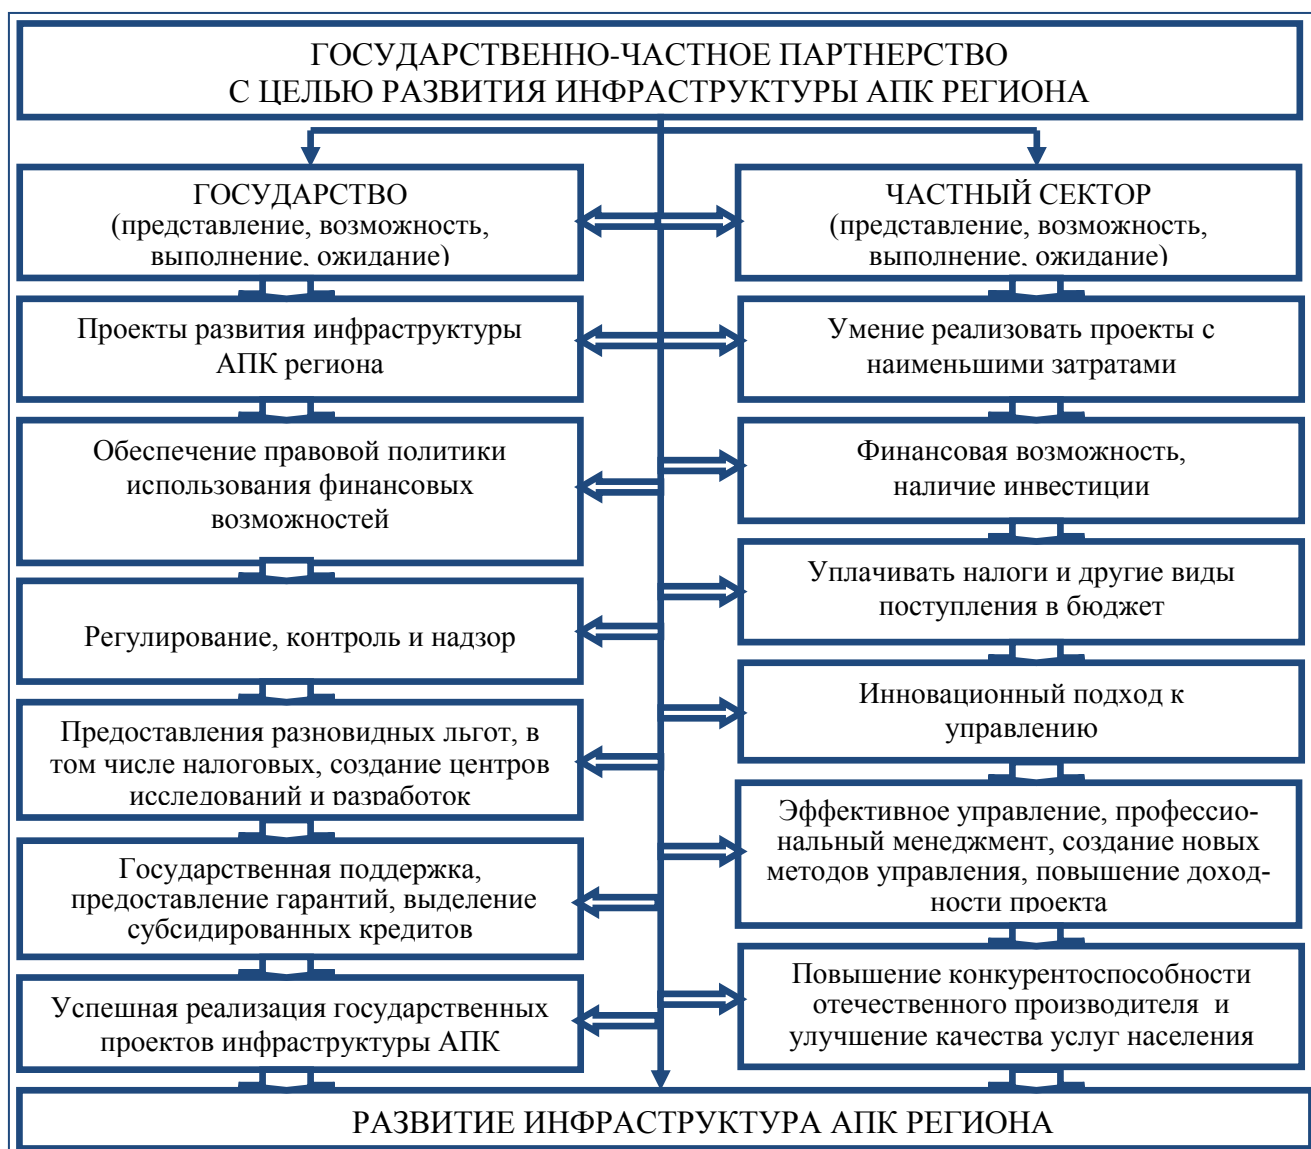 ГОСУДАРСТВЕННО-ЧАСТНОЕ ПАРТНЕРСТВО
С ЦЕЛЬЮ РАЗВИТИЯ ИНФРАСТРУКТУРЫ АПК РЕГИОНА
ГОСУДАРСТВО
(представление, возможность,
выполнение, ожидание)
Проекты развития инфраструктуры
АПК региона
Обеспечение правовой политики
использования финансовых
возможностей
Регулирование, контроль и надзор
Предоставления разновидных льгот, в
том числе налоговых, создание центров
исследований и разработок
Государственная поддержка,
предоставление гарантий, выделение
субсидированных кредитов
Успешная реализация государственных
проектов инфраструктуры АПК
ЧАСТНЫЙ СЕКТОР
(представление, возможность,
выполнение, ожидание)
Умение реализовать проекты с
наименьшими затратами
Финансовая возможность,
наличие инвестиции
Уплачивать налоги и другие виды
поступления в бюджет
Инновационный подход к
управлению
Эффективное управление, профессио-
нальный менеджмент, создание новых
методов управления, повышение доход-
ности проекта
Повышение конкурентоспособности
отечественного производителя и
улучшение качества услуг населения
РАЗВИТИЕ ИНФРАСТРУКТУРА АПК РЕГИОНА